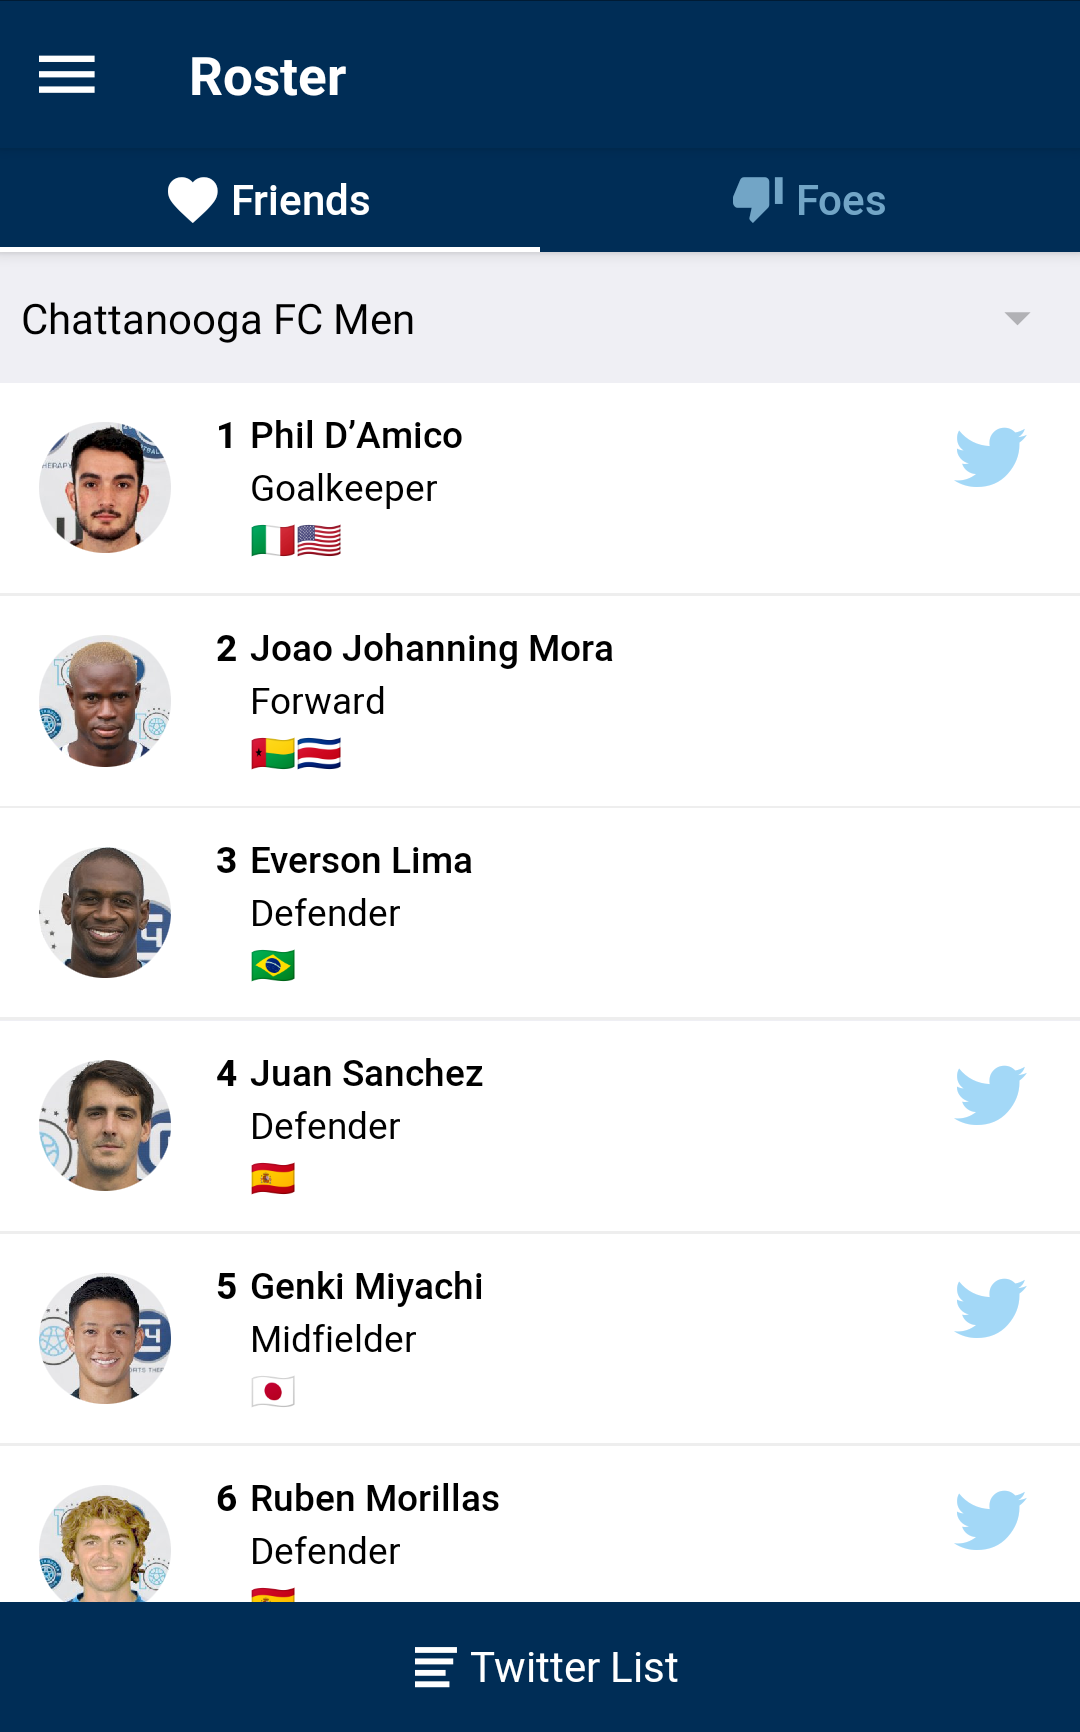 Roster
Friends
Foes
Chattanooga FC Men
1 Phil D’Amico
Goalkeeper
2 Joao Johanning Mora
Forward
3 Everson Lima
Defender
4 Juan Sanchez
Defender
5 Genki Miyachi
Midfielder
6 Ruben Morillas
Defender
Twitter List